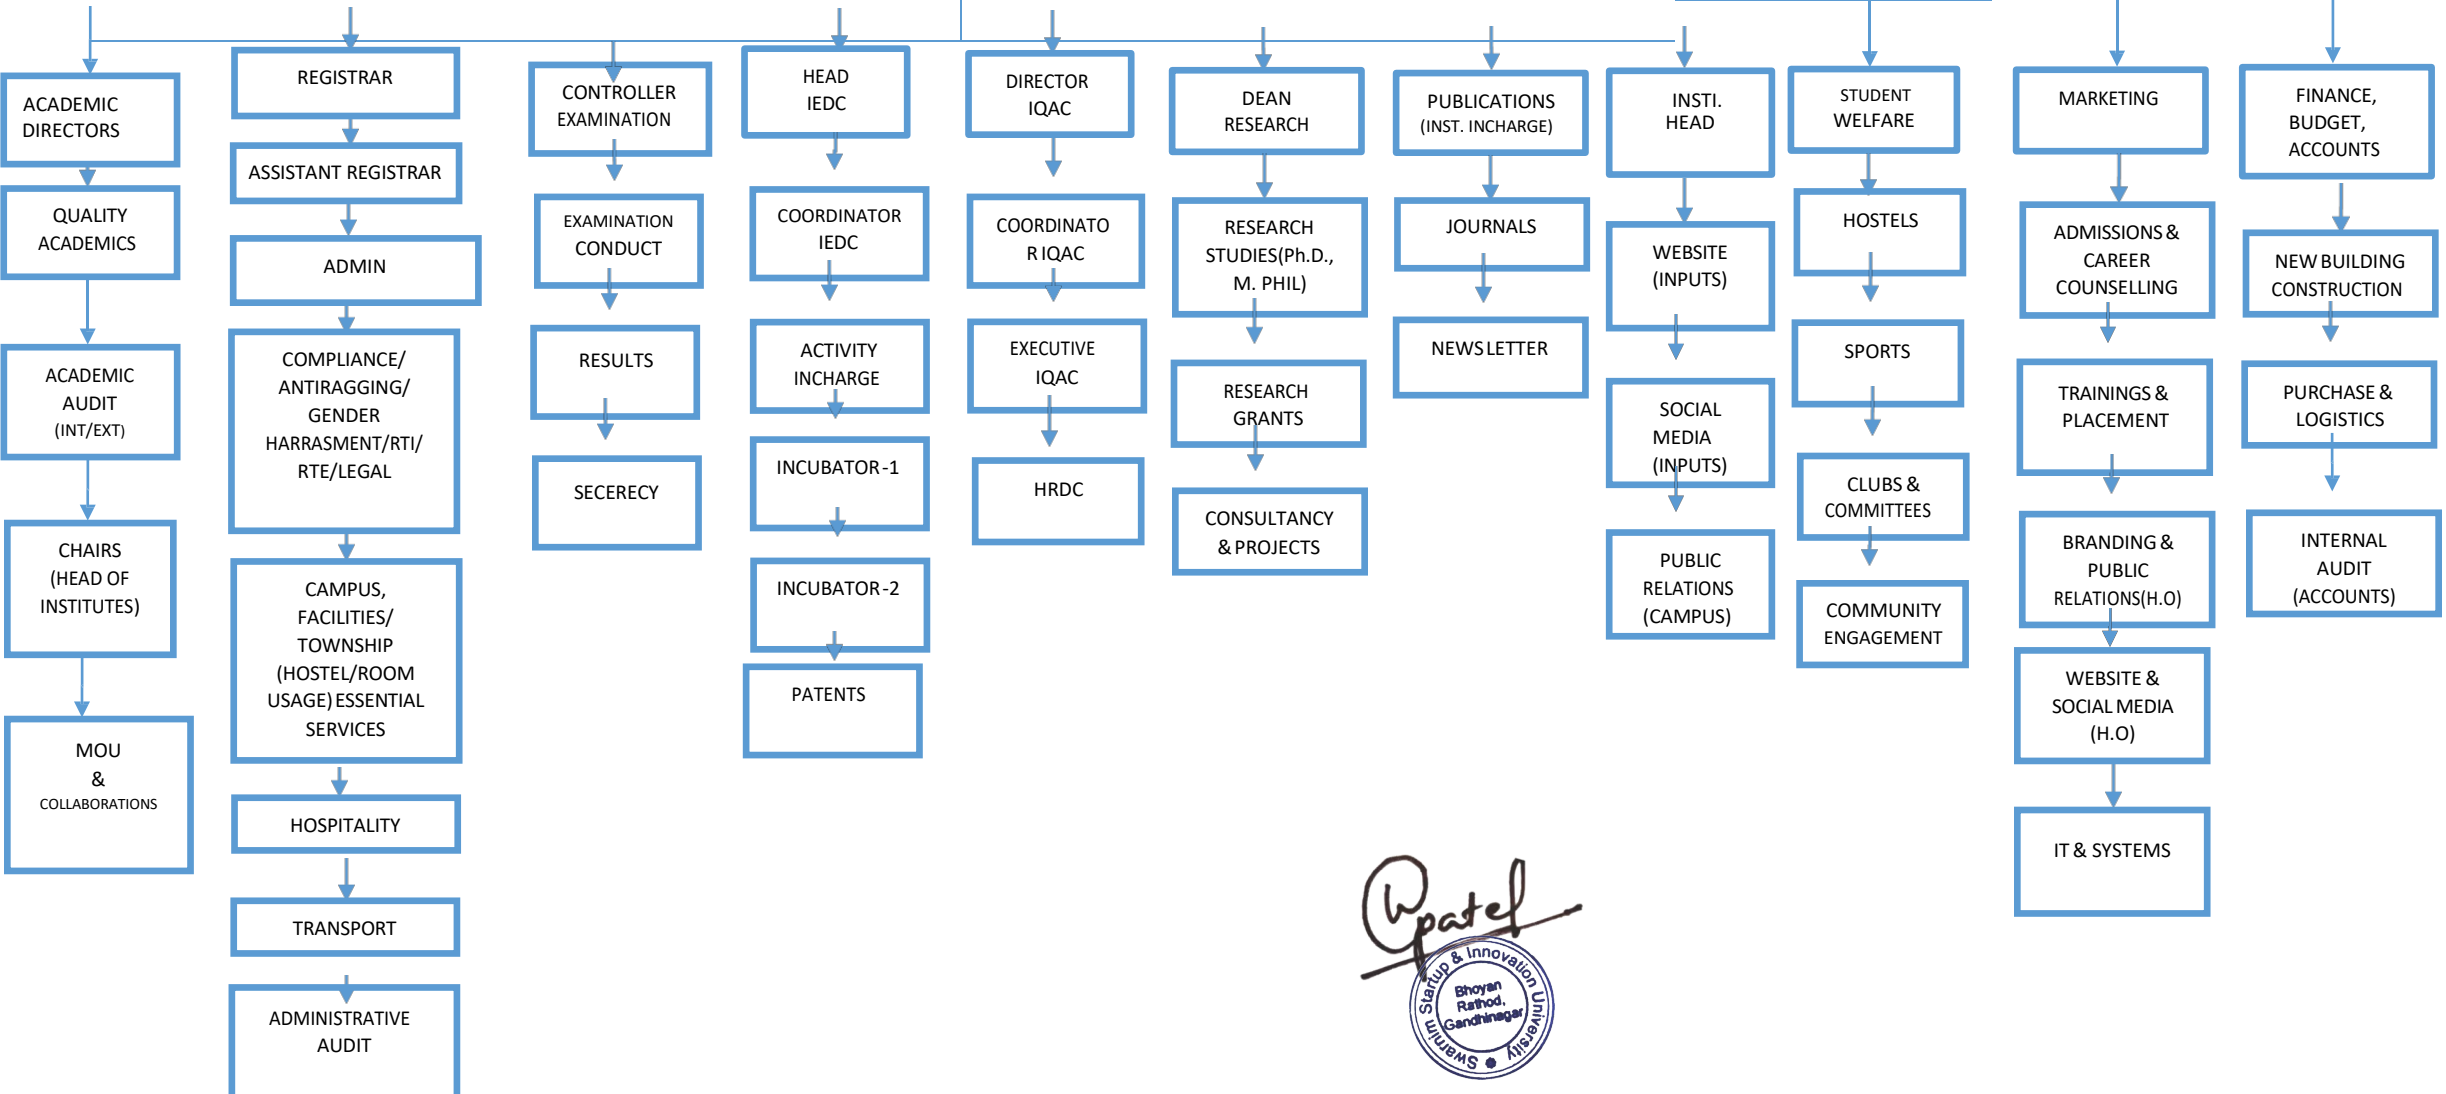 ACADEMIC
DIRECTORS
QUALITY
ACADEMICS
ACADEMIC
AUDIT
(INT/EXT)
CHAIRS
(HEAD OF
INSTITUTES)
MOU
&
COLLABORATIONS
REGISTRAR
ASSISTANT REGISTRAR
ADMIN
COMPLIANCE/
ANTIRAGGING/
GENDER
HARRASMENT/RTI/
RTE/LEGAL
CAMPUS,
FACILITIES/
TOWNSHIP
(HOSTEL/ROOM
USAGE) ESSENTIAL
SERVICES
HOSPITALITY
TRANSPORT
ADMINISTRATIVE
AUDIT
CONTROLLER
EXAMINATION
EXAMINATION
CONDUCT
RESULTS
SECERECY
HEAD
IEDC
COORDINATOR
IEDC
ACTIVITY
INCHARGE
INCUBATOR-1
INCUBATOR-2
PATENTS
DIRECTOR
IQAC
COORDINATO
R IQAC
EXECUTIVE
IQAC
HRDC
DEAN
RESEARCH
RESEARCH
STUDIES(Ph.D.,
M. PHIL)
RESEARCH
GRANTS
CONSULTANCY
& PROJECTS
PUBLICATIONS
(INST. INCHARGE)
JOURNALS
NEWSLETTER
INSTI.
HEAD
WEBSITE
(INPUTS)
SOCIAL
MEDIA
(INPUTS)
PUBLIC
RELATIONS
(CAMPUS)
STUDENT
WELFARE
HOSTELS
SPORTS
CLUBS &
COMMITTEES
COMMUNITY
ENGAGEMENT
MARKETING
ADMISSIONS &
CAREER
COUNSELLING
TRAININGS &
PLACEMENT
BRANDING &
PUBLIC
RELATIONS(H.O)
WEBSITE &
SOCIAL MEDIA
(H.O)
IT & SYSTEMS
FINANCE,
BUDGET,
ACCOUNTS
NEW BUILDING
CONSTRUCTION
PURCHASE &
LOGISTICS
INTERNAL
AUDIT
(ACCOUNTS)
patel
Swarnim Startup & Innovation University
Bhoyan
Rathod,
Gandhinagar